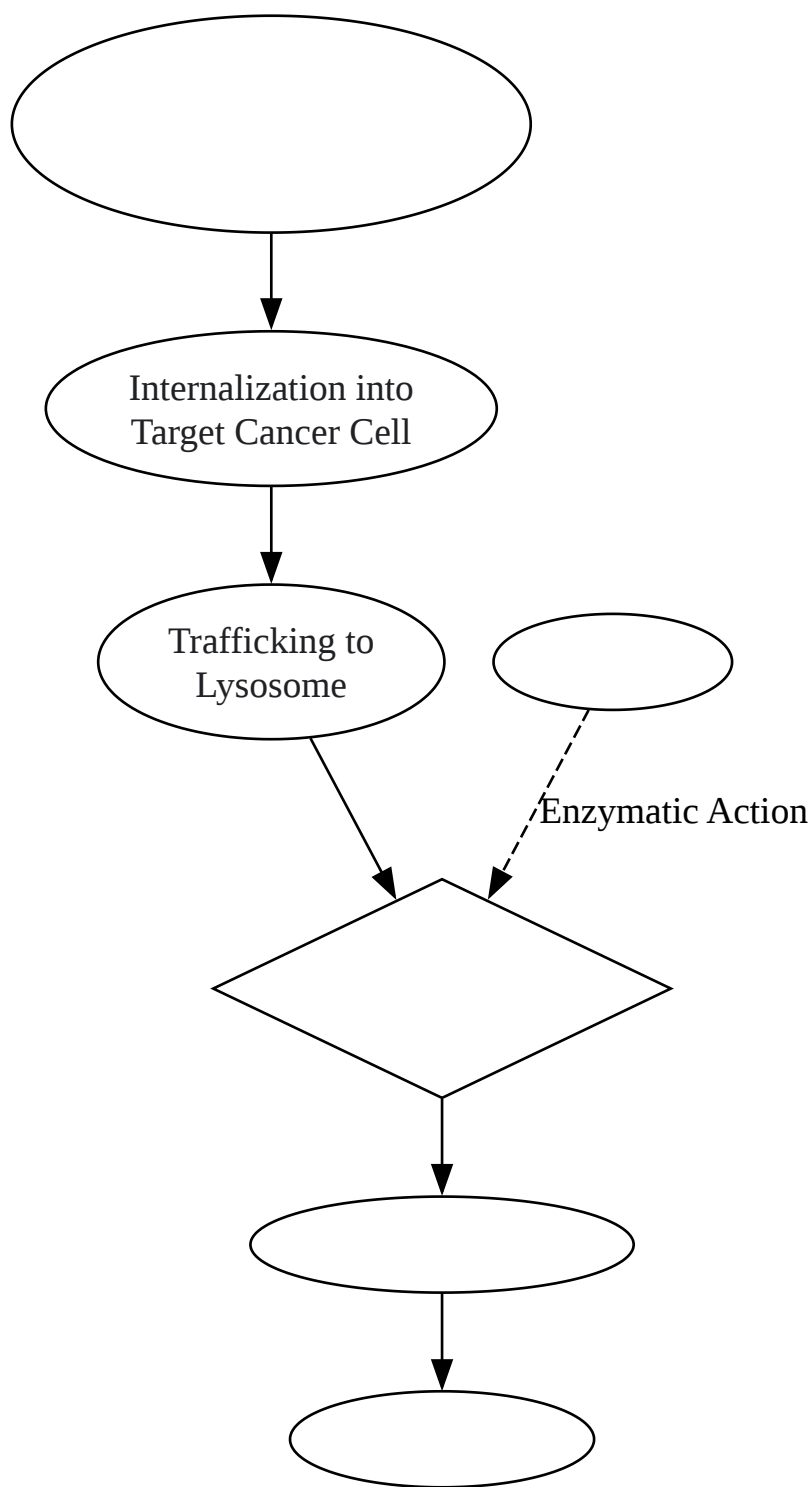 Internalization into
Target Cancer Cell
Trafficking to
Lysosome
Enzymatic Action